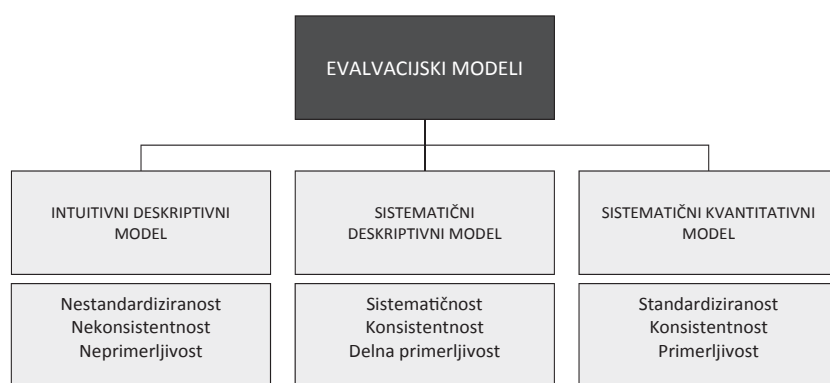 EVALVACIJSKI MODELI
INTUITIVNI DESKRIPTIVNI
MODEL
SISTEMATIČNI
DESKRIPTIVNI MODEL
SISTEMATIČNI KVANTITATIVNI
MODEL
Nestandardiziranost
Nekonsistentnost
Neprimerljivost
Sistematičnost
Konsistentnost
Delna primerljivost
Standardiziranost
Konsistentnost
Primerljivost